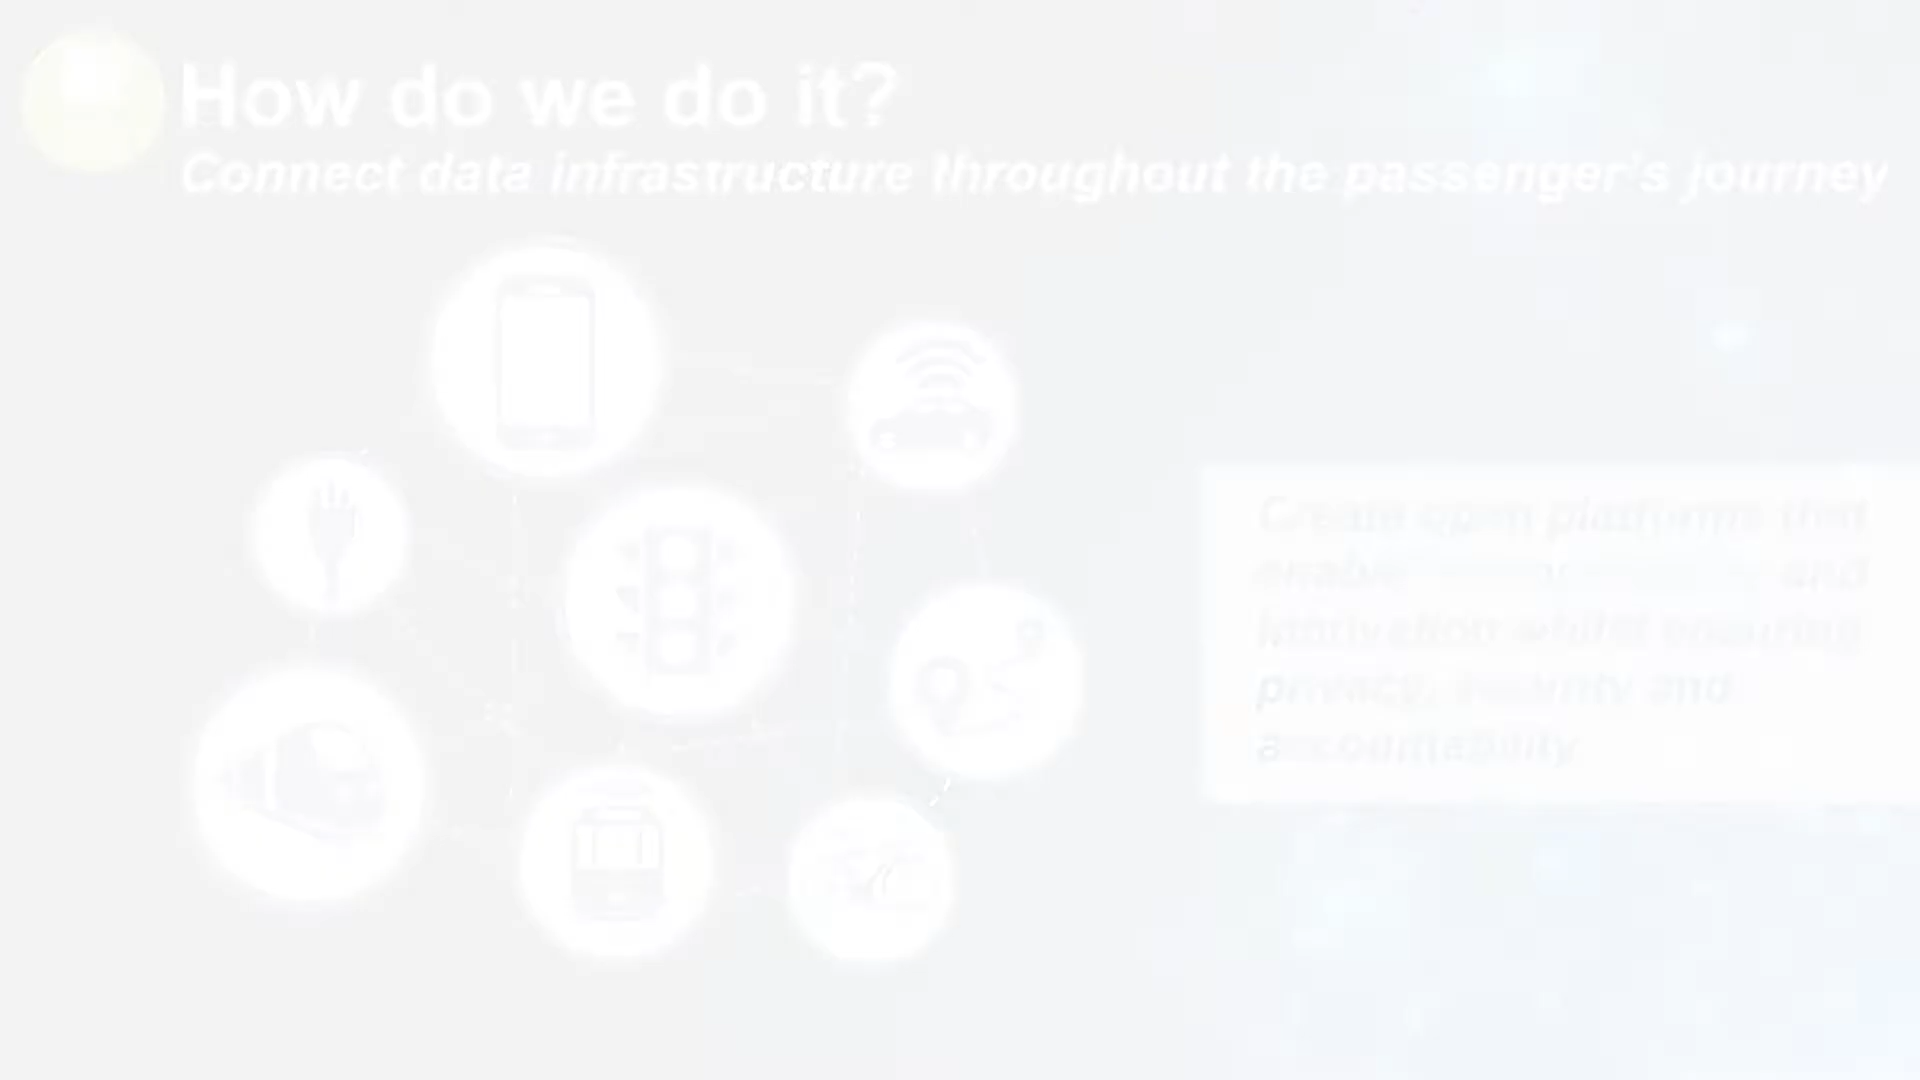 How do we do it?
Connect data infrastructure throughout the passenger's journey
Create open platforms that
enable and
innovation whilst ensuring
privacy, security and
accountability